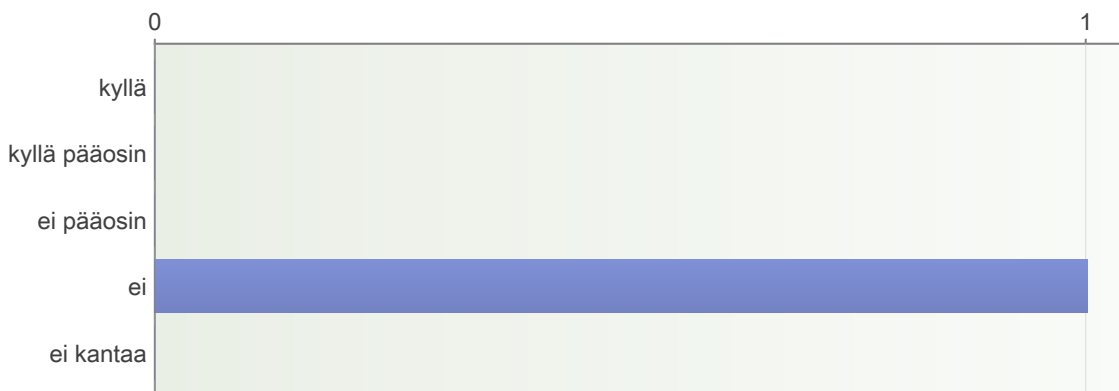 0 1
kyllä
kyllä pääosin
ei pääosin
ei
ei kantaa